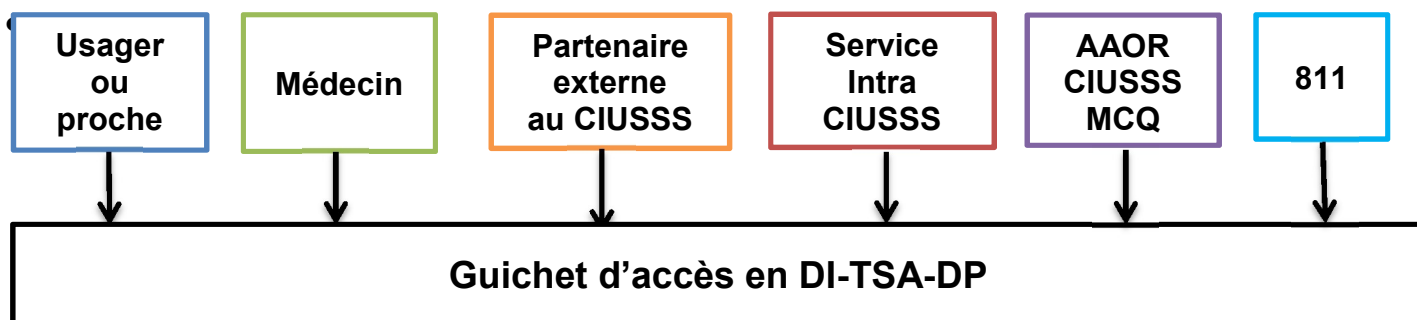 Usager
ou
proche
Médecin
Partenaire
externe
au CIUSSS
Service
Intra
CIUSSS
AAOR
CIUSSS
MCQ
811
Guichet d’accès en DI-TSA-DP